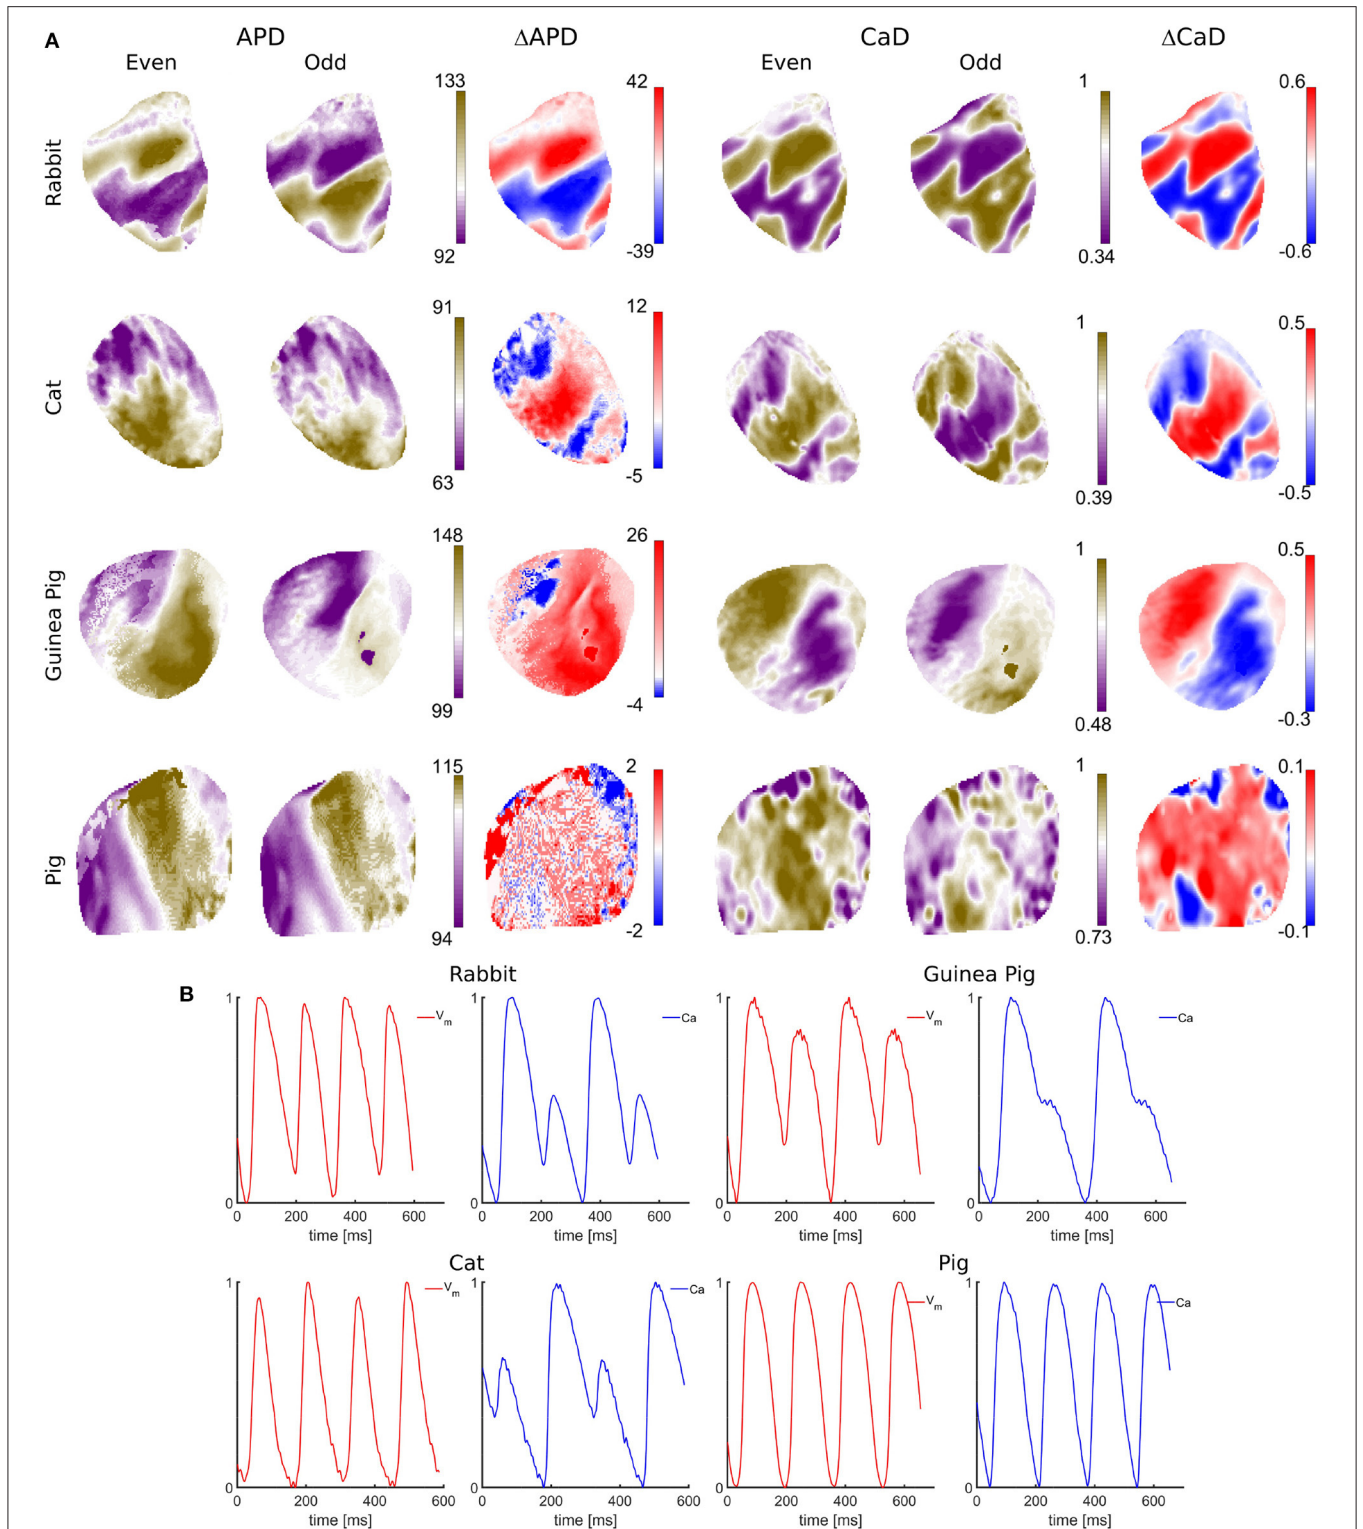 A
APD ΔAPD CaD ΔCaD
Even Odd Even Odd
Rabbit
133 42 1 0.6
92 -39 0.34 -0.6
Cat
91 12 1 0.5
63 -5 0.39 -0.5
Guinea Pig
148 26 1 0.5
99 -4 0.48 -0.3
Pig
115 2 1 0.1
94 -2 0.73 -0.1
B
Rabbit Guinea Pig
1 Vm 1 Ca 1 Vm 1 Ca
0 0 0 0
0 200 400 600 0 200 400 600 0 200 400 600 0 200 400 600
time [ms] time [ms] time [ms] time [ms]
Cat Pig
1 Vm 1 Ca 1 Vm 1 Ca
0 0 0 0
0 200 400 600 0 200 400 600 0 200 400 600 0 200 400 600
time [ms] time [ms] time [ms] time [ms]